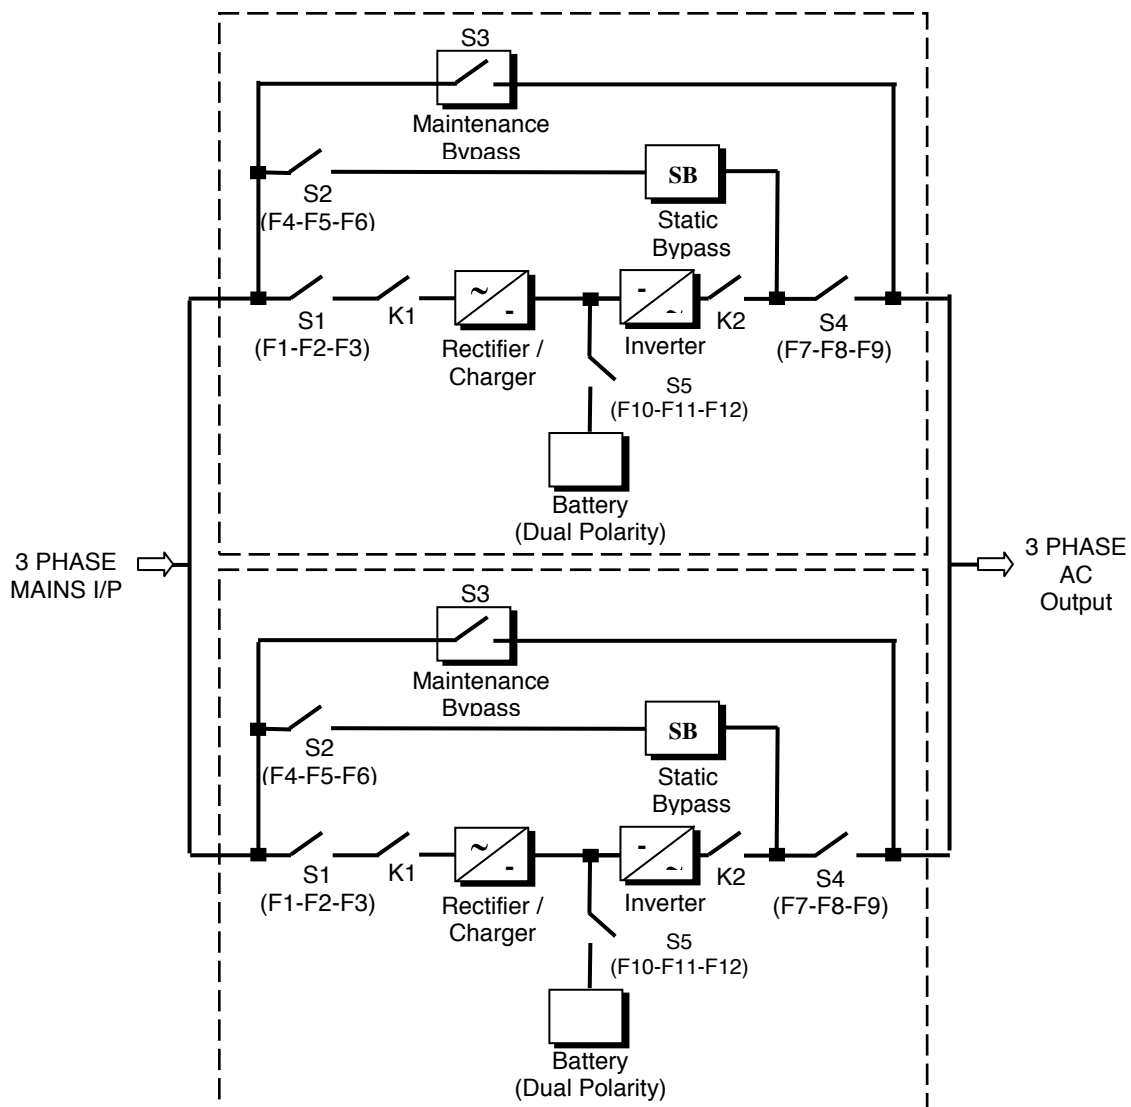 S3
Maintenance
Bypass
S2
(F4-F5-F6)
SB
Static
Bypass
S1
(F1-F2-F3)
K1
~
-
Rectifier /
Charger
-
~
Inverter
K2
S4
(F7-F8-F9)
S5
(F10-F11-F12)
Battery
(Dual Polarity)
3 PHASE
MAINS I/P
3 PHASE
AC
Output
S3
Maintenance
Bypass
S2
(F4-F5-F6)
SB
Static
Bypass
S1
(F1-F2-F3)
K1
~
-
Rectifier /
Charger
-
~
Inverter
K2
S4
(F7-F8-F9)
S5
(F10-F11-F12)
Battery
(Dual Polarity)